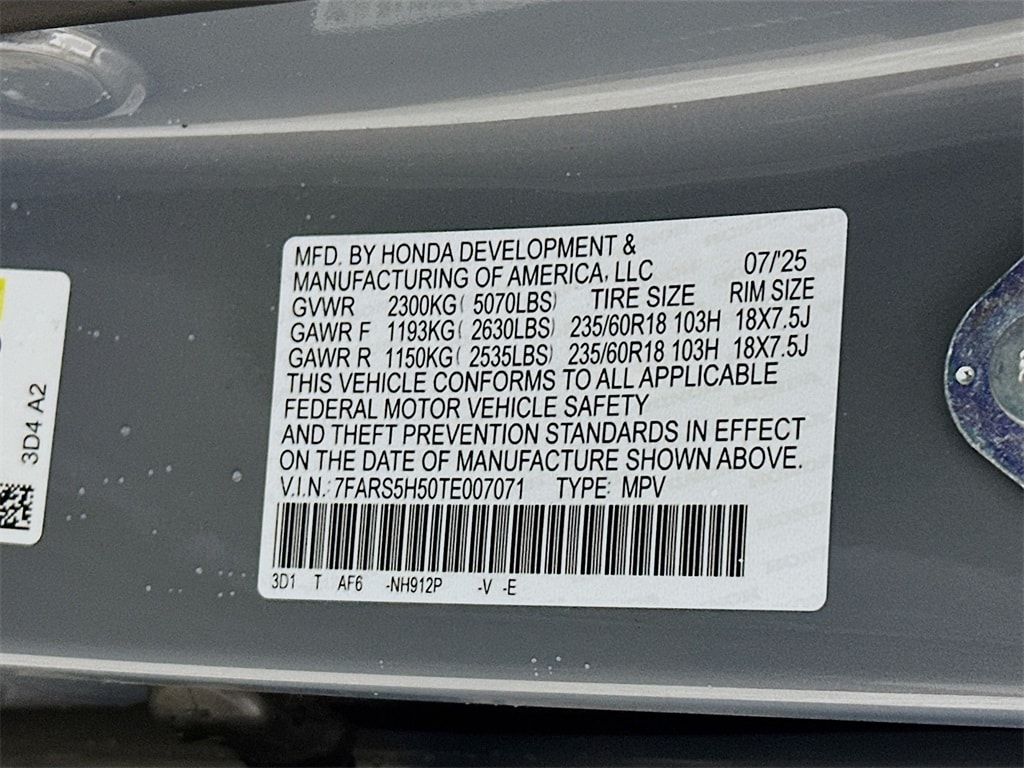 MFD. BY HONDA DEVELOPMENT &
MANUFACTURING OF AMERICA, LLC 07/'25
GVWR 2300KG( 5070LBS) TIRE SIZE RIM SIZE
GAWR F 1193KG( 2630LBS) 235/60R18 103H 18X7.5J
GAWR R 1150KG( 2535LBS) 235/60R18 103H 18X7.5J
THIS VEHICLE CONFORMS TO ALL APPLICABLE
FEDERAL MOTOR VEHICLE SAFETY
AND THEFT PREVENTION STANDARDS IN EFFECT
ON THE DATE OF MANUFACTURE SHOWN ABOVE.
V.I.N.: 7FARS5H50TE007071 TYPE: MPV
3D1 T AF6 -NH912P -V -E
3D4 A2